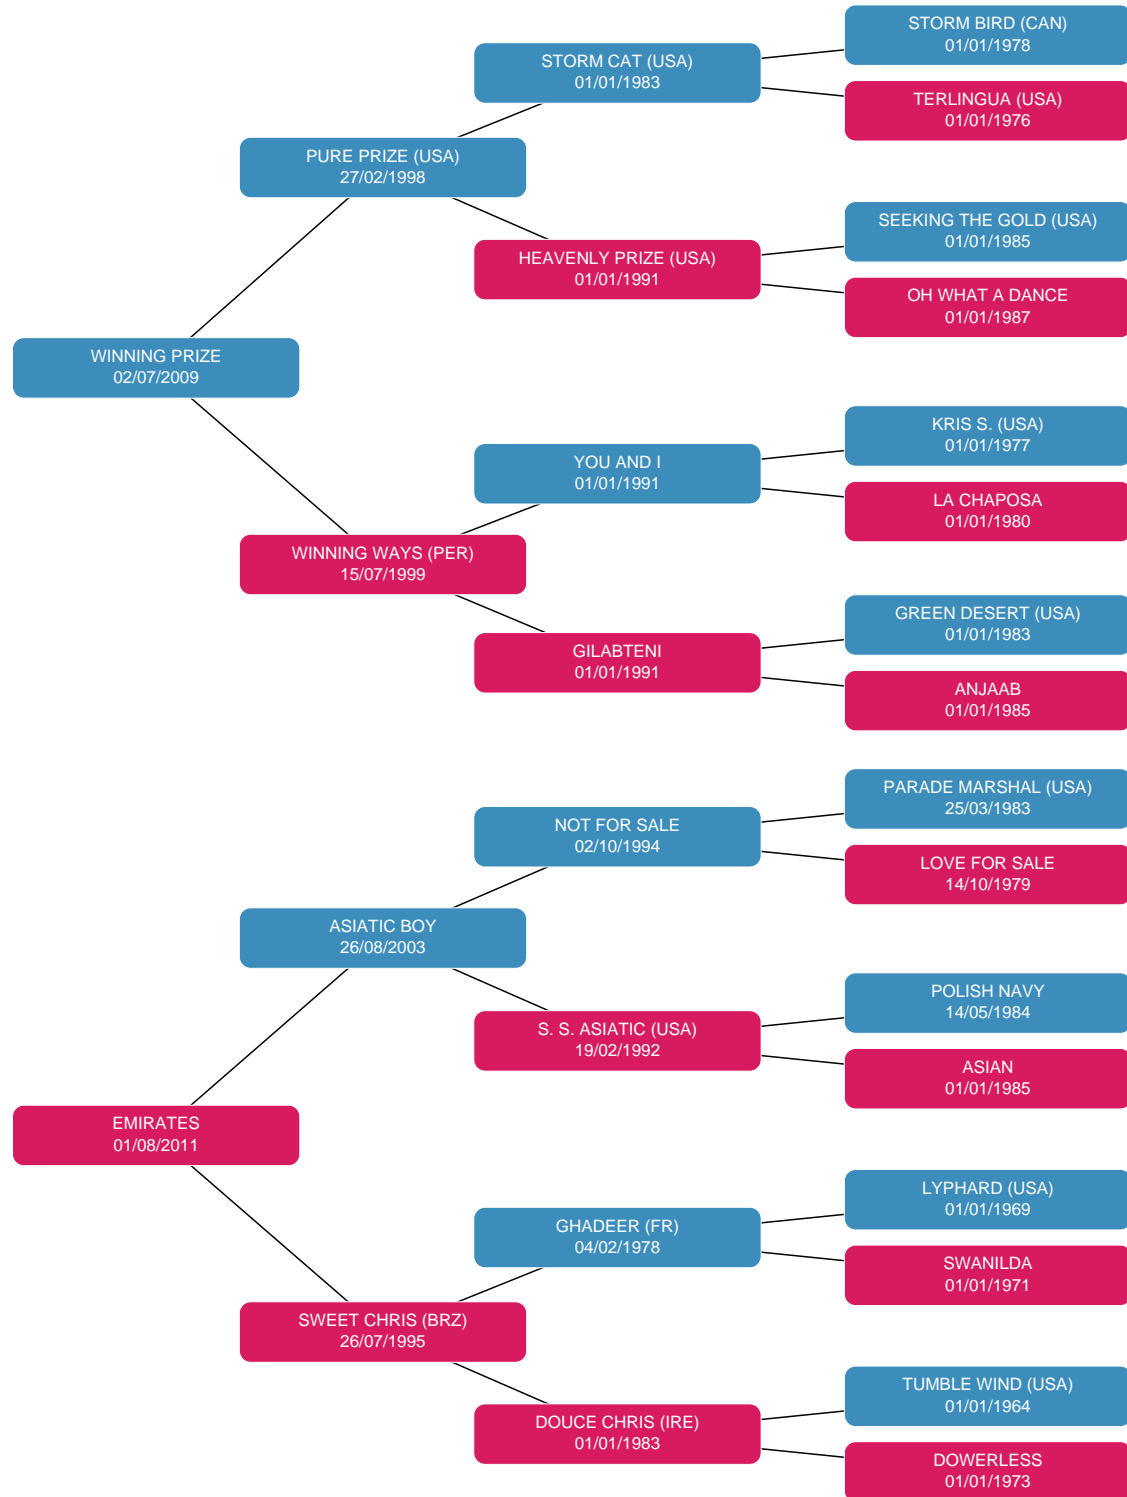 STORM BIRD (CAN)
01/01/1978
STORM CAT (USA)
01/01/1983
TERLINGUA (USA)
01/01/1976
PURE PRIZE (USA)
27/02/1998
SEEKING THE GOLD (USA)
01/01/1985
HEAVENLY PRIZE (USA)
01/01/1991
OH WHAT A DANCE
01/01/1987
WINNING PRIZE
02/07/2009
KRIS S. (USA)
01/01/1977
YOU AND I
01/01/1991
LA CHAPOSA
01/01/1980
WINNING WAYS (PER)
15/07/1999
GREEN DESERT (USA)
01/01/1983
GILABTENI
01/01/1991
ANJAAB
01/01/1985
PARADE MARSHAL (USA)
25/03/1983
NOT FOR SALE
02/10/1994
LOVE FOR SALE
14/10/1979
ASIATIC BOY
26/08/2003
POLISH NAVY
14/05/1984
S. S. ASIATIC (USA)
19/02/1992
ASIAN
01/01/1985
EMIRATES
01/08/2011
LYPHARD (USA)
01/01/1969
GHADEER (FR)
04/02/1978
SWANILDA
01/01/1971
SWEET CHRIS (BRZ)
26/07/1995
TUMBLE WIND (USA)
01/01/1964
DOUCE CHRIS (IRE)
01/01/1983
DOWERLESS
01/01/1973